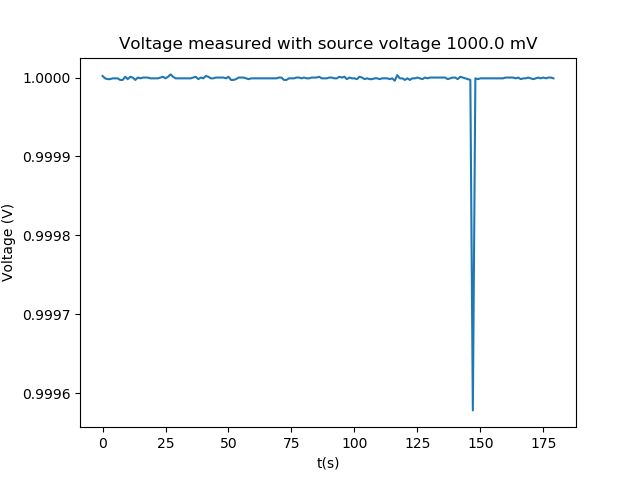 Voltage measured with source voltage 1000.0 mV
Voltage (V)
1.0000
0.9999
0.9998
0.9997
0.9996
0 25 50 75 100 125 150 175
t(s)